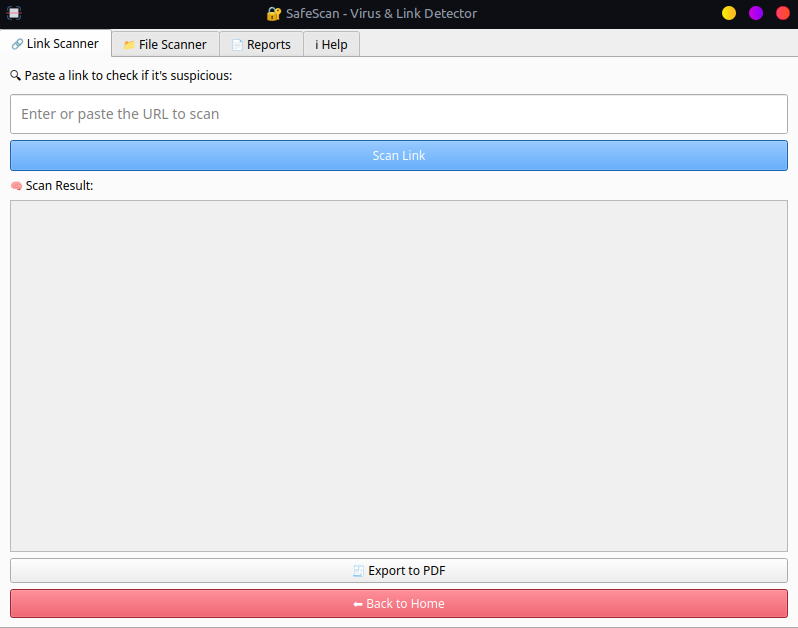 🔐 SafeScan - Virus & Link Detector
🔗 Link Scanner 📁 File Scanner 📄 Reports ℹ Help
🔍 Paste a link to check if it's suspicious:
Enter or paste the URL to scan
Scan Link
🧠 Scan Result:
🧾 Export to PDF
⬅ Back to Home